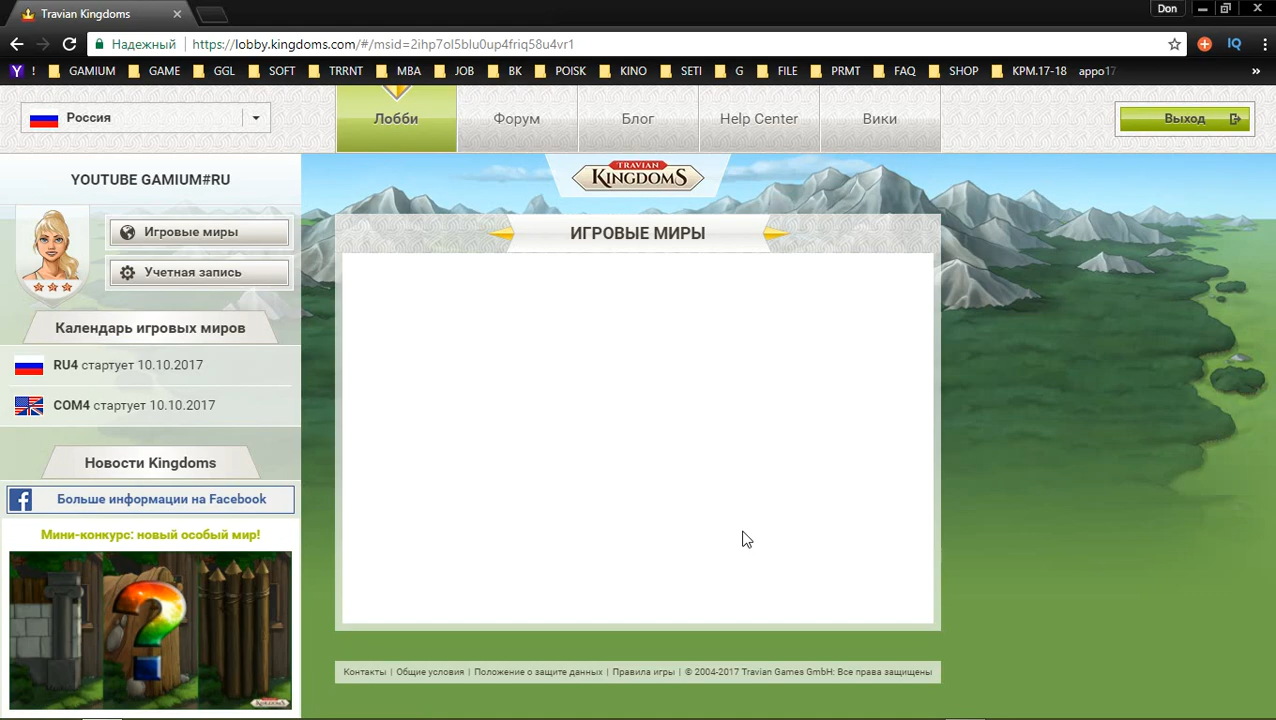 Travian Kingdoms
Don
Надежный
https://lobby.kingdoms.com/#/msid=2ihp7ol5blu0up4friq58u4vr1
IQ
Y ! GAMIUM GAME GGL SOFT TRRNT MBA JOB BK POISK KINO SETI G FILE PRMT FAQ SHOP KPM.17-18 appo17 »
Россия
Лобби
Форум
Блог
Help Center
Вики
Выход
YOUTUBE GAMIUM#RU
Игровые миры
Учетная запись
Календарь игровых миров
RU4 стартует 10.10.2017
COM4 стартует 10.10.2017
Новости Kingdoms
Больше информации на Facebook
Мини-конкурс: новый особый мир!
?
TRAVIAN
KINGDOMS
ИГРОВЫЕ МИРЫ
Контакты | Общие условия | Положение о защите данных | Правила игры | © 2004-2017 Travian Games GmbH: Все права защищены